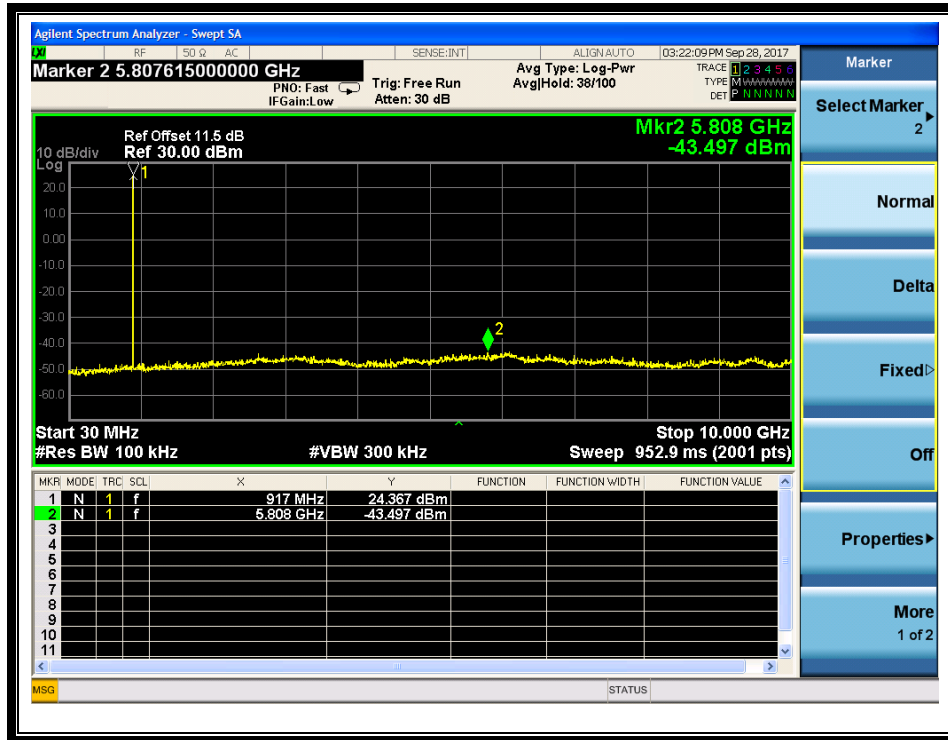 Agilent Spectrum Analyzer - Swept SA
LXI RF 50 Ω AC SENSE:INT ALIGN AUTO 03:22:09 PM Sep 28, 2017
Marker 2 5.807615000000 GHz
PNO: Fast
IFGain:Low
Trig: Free Run
Atten: 30 dB
Avg Type: Log-Pwr
Avg|Hold: 38/100
TRACE 1 2 3 4 5 6
TYPE M W W W W W
DET P N N N N N
Ref Offset 11.5 dB
Ref 30.00 dBm
10 dB/div
Log
Mkr2 5.808 GHz
-43.497 dBm
1
20.0
10.0
0.00
-10.0
-20.0
-30.0
2
-40.0
-50.0
-60.0
Start 30 MHz Stop 10.000 GHz
#Res BW 100 kHz #VBW 300 kHz Sweep 952.9 ms (2001 pts)
MKR MODE TRC SCL X Y FUNCTION FUNCTION WIDTH FUNCTION VALUE
1 N 1 f 917 MHz 24.367 dBm
2 N 1 f 5.808 GHz -43.497 dBm
3
4
5
6
7
8
9
10
11
MSG STATUS
Marker
Select Marker
2
Normal
Delta
Fixed
Off
Properties
More
1 of 2